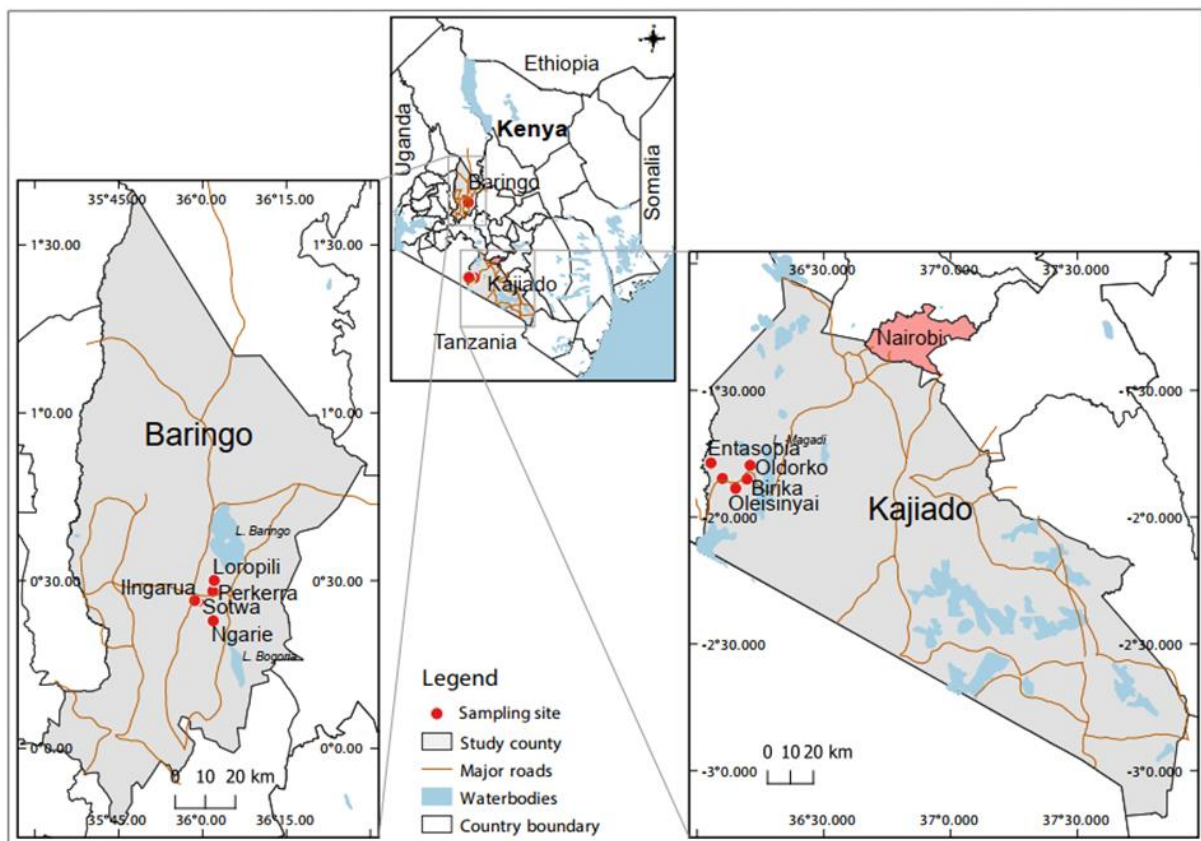 Ethiopia
Kenya
Uganda
Somalia
Baringo
Kajiado
Tanzania
35°45.00 36°0.00 36°15.00
1°30.00 1°30.00
1°0.00 1°0.00
Baringo
L. Baringo
Loropili
0°30.00 0°30.00
IIngarua
Perkerra
Sotwa
Ngarie
L. Bogoria
0°0.00 0°0.00
0 10 20 km
35°45.00 36°0.00 36°15.00
Legend
Sampling site
Study county
Major roads
Waterbodies
Country boundary
36°30.000 37°0.000 37°30.000
Nairobi
-1°30.000 -1°30.000
L. Magadi
Entasopia
Oldorko
Birika
Oleisinyai
Kajiado
-2°0.000 -2°0.000
-2°30.000 -2°30.000
0 10 20 km
-3°0.000 -3°0.000
36°30.000 37°0.000 37°30.000